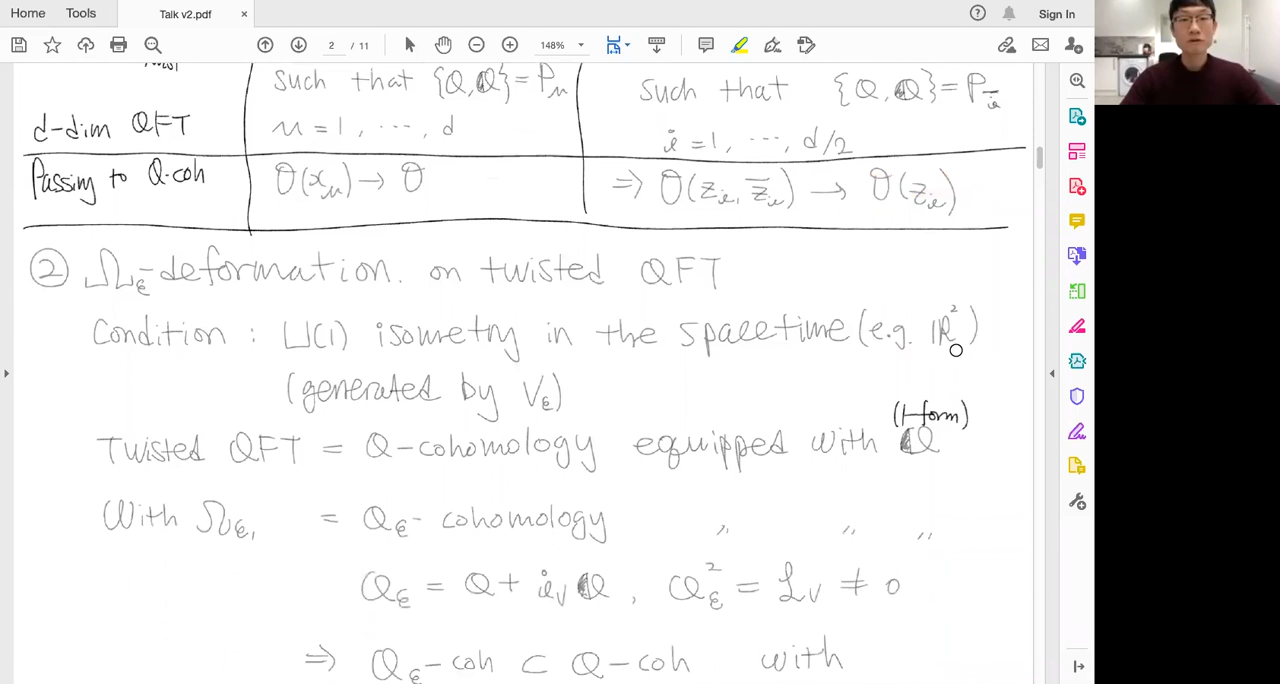 Home Tools Talk v2.pdf × Sign In
2 / 11 148%
such that {Q, ℚ} = Pμ such that {Q, ℚ} = P_ī
d-dim QFT μ = 1, ⋯, d i = 1, ⋯, d/2
Passing to Q-coh O(xμ) → O ⇒ O(z_i, z̄_i) → O(z_i)
② Ω_ε-deformation. on twisted QFT
Condition : U(1) isometry in the spacetime (e.g. ℝ²)
(generated by V_ε)
(1-form)
Twisted QFT = Q-cohomology equipped with ℚ
With Ω_ε, = Q_ε-cohomology " " "
Q_ε = Q + i_V ℚ, Q_ε² = ℒ_V ≠ 0
⇒ Q_ε-coh ⊂ Q-coh with